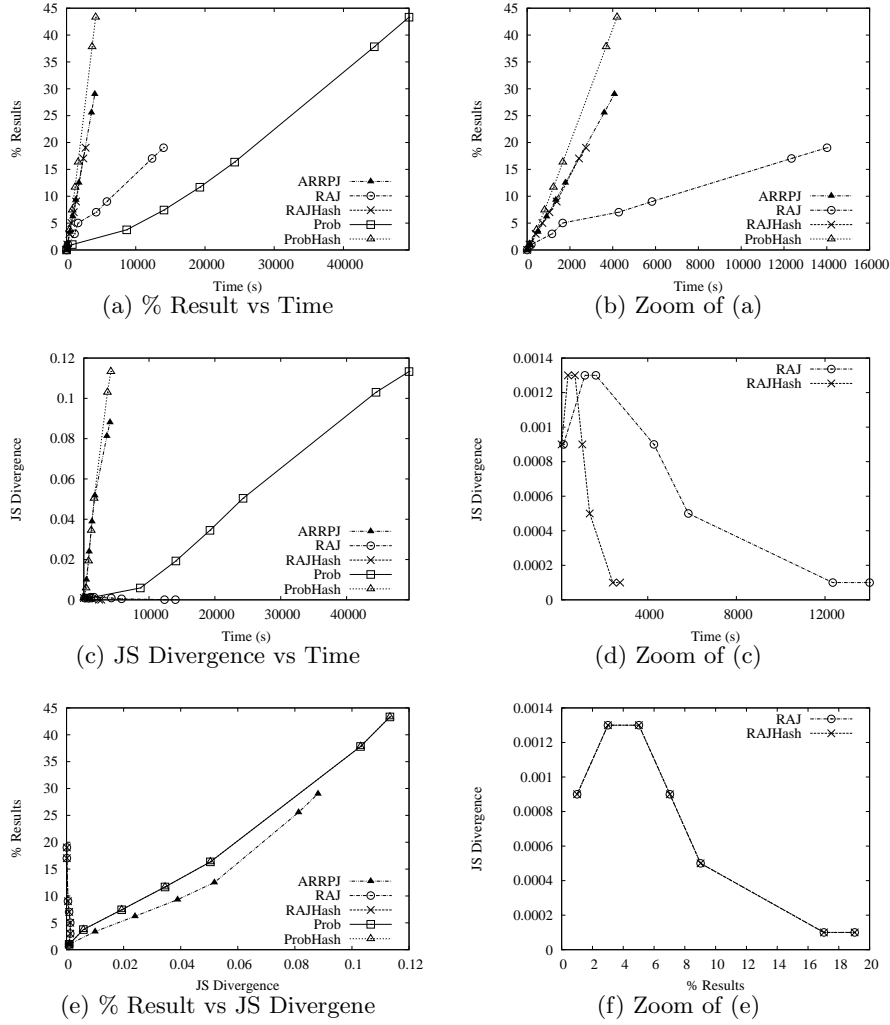 45
40
35
30
25
20
15
10
5
0
% Results
0 10000 20000 30000 40000
Time (s)
ARRPJ
RAJ
RAJHash
Prob
ProbHash
(a) % Result vs Time
45
40
35
30
25
20
15
10
5
0
% Results
0 2000 4000 6000 8000 10000 12000 14000 16000
Time (s)
ARRPJ
RAJ
RAJHash
ProbHash
(b) Zoom of (a)
0.12
0.1
0.08
0.06
0.04
0.02
0
JS Divergence
10000 20000 30000 40000
Time (s)
ARRPJ
RAJ
RAJHash
Prob
ProbHash
(c) JS Divergence vs Time
0.0014
0.0012
0.001
0.0008
0.0006
0.0004
0.0002
0
JS Divergence
4000 8000 12000
Time (s)
RAJ
RAJHash
(d) Zoom of (c)
45
40
35
30
25
20
15
10
5
0
% Results
0 0.02 0.04 0.06 0.08 0.1 0.12
JS Divergence
ARRPJ
RAJ
RAJHash
Prob
ProbHash
(e) % Result vs JS Divergene
0.0014
0.0012
0.001
0.0008
0.0006
0.0004
0.0002
0
JS Divergence
0 2 4 6 8 10 12 14 16 18 20
% Results
RAJ
RAJHash
(f) Zoom of (e)